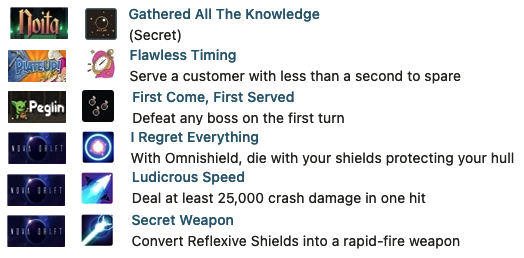 Noita
Gathered All The Knowledge
(Secret)
PlateUp!
Flawless Timing
Serve a customer with less than a second to spare
Peglin
First Come, First Served
Defeat any boss on the first turn
NOVA DRIFT
I Regret Everything
With Omnishield, die with your shields protecting your hull
NOVA DRIFT
Ludicrous Speed
Deal at least 25,000 crash damage in one hit
NOVA DRIFT
Secret Weapon
Convert Reflexive Shields into a rapid-fire weapon